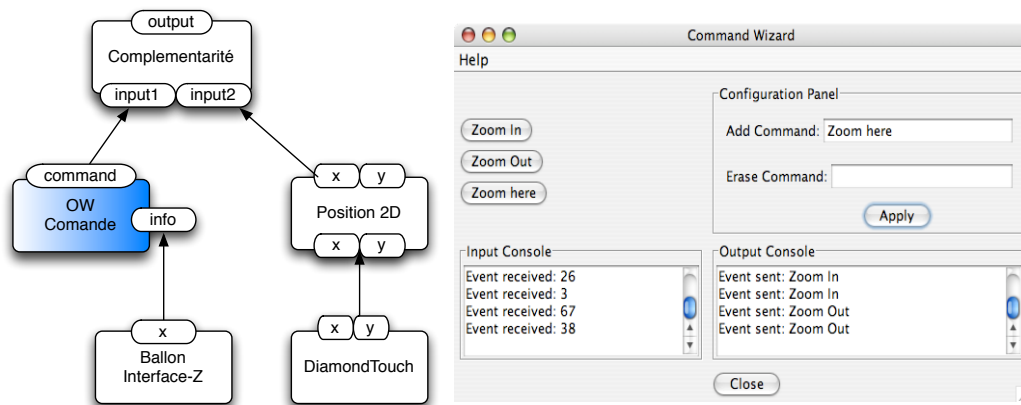 output
Complementarité
input1
input2
command
OW
Comande
info
x
y
Position 2D
x
y
x
Ballon
Interface-Z
x
y
DiamondTouch
Command Wizard
Help
Zoom In
Zoom Out
Zoom here
Configuration Panel
Add Command: Zoom here
Erase Command:
Apply
Input Console
Event received: 26
Event received: 3
Event received: 67
Event received: 38
Output Console
Event sent: Zoom In
Event sent: Zoom In
Event sent: Zoom Out
Event sent: Zoom Out
Close